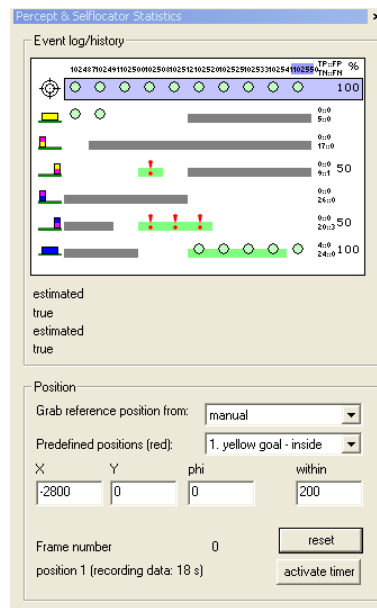 Percept & Selflocator Statistics
Event log/history
TP::FP %
TN::FN
100
0::0
5::0
0::0
17::0
0::0 50
9::1
0::0
26::0
0::0 50
20::3
4::0 100
24::0
estimated
true
estimated
true
Position
Grab reference position from: manual
Predefined positions (red): 1. yellow goal - inside
X Y phi within
-2800 0 0 200
Frame number 0 reset
position 1 (recording data: 18 s) activate timer